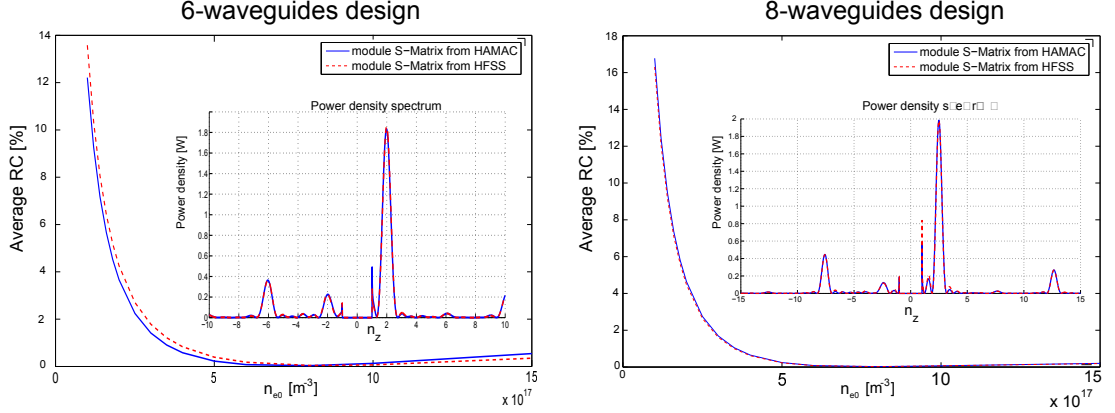 6-waveguides design
14
12
10
8
6
4
2
0
Average RC [%]
module S-Matrix from HAMAC
module S-Matrix from HFSS
Power density spectrum
Power density [W]
1.8
1.6
1.4
1.2
1
0.8
0.6
0.4
0.2
0
-10 -8 -6 -4 -2 0 2 4 6 8 10
n_z
0 5 10 15
n_e0 [m^-3]
x 10^17
8-waveguides design
18
16
14
12
10
8
6
4
2
0
Average RC [%]
module S-Matrix from HAMAC
module S-Matrix from HFSS
Power density
Power density [W]
2
1.8
1.6
1.4
1.2
1
0.8
0.6
0.4
0.2
0
-15 -10 -5 0 5 10 15
n_z
0 5 10 15
n_e0 [m^-3]
x 10^17